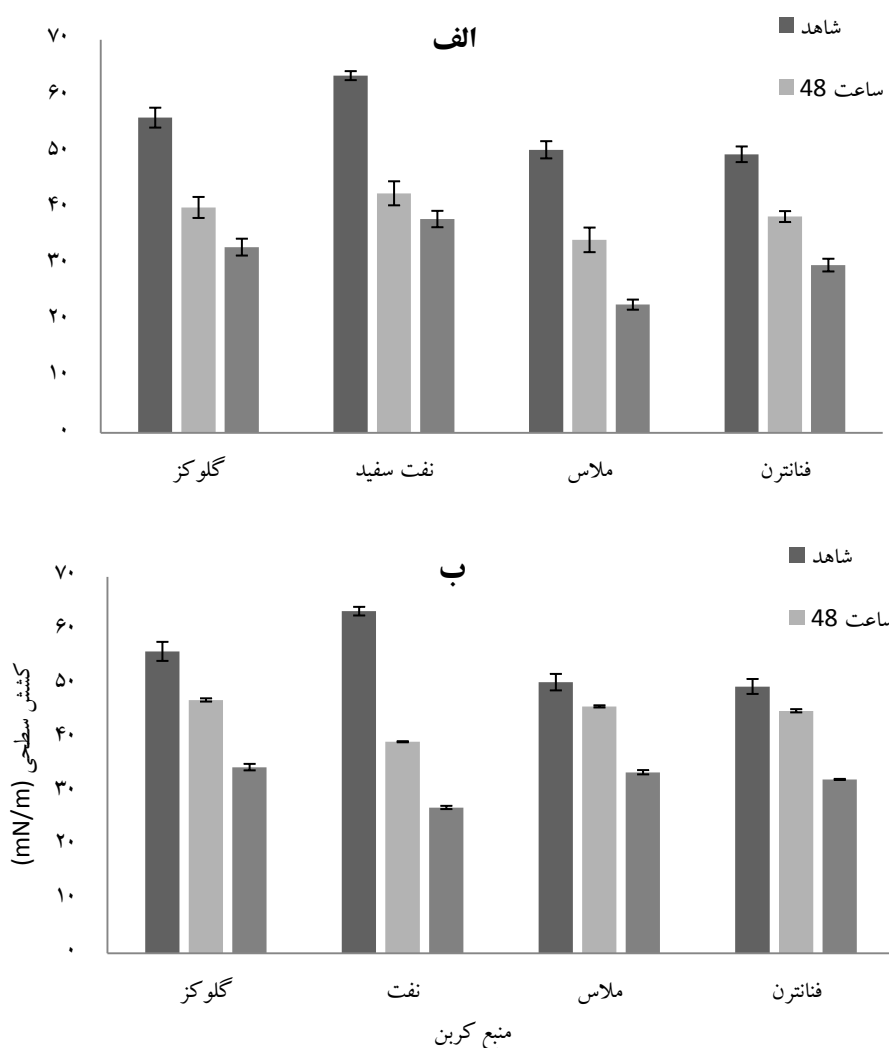 الف
شاهد
48 ساعت
۷۰
۶۰
۵۰
۴۰
۳۰
۲۰
۱۰
۰
گلوکز
نفت سفید
ملاس
فنانترن
ب
شاهد
48 ساعت
۷۰
۶۰
۵۰
۴۰
۳۰
۲۰
۱۰
۰
کشش سطحی (mN/m)
گلوکز
نفت
ملاس
فنانترن
منبع کربن